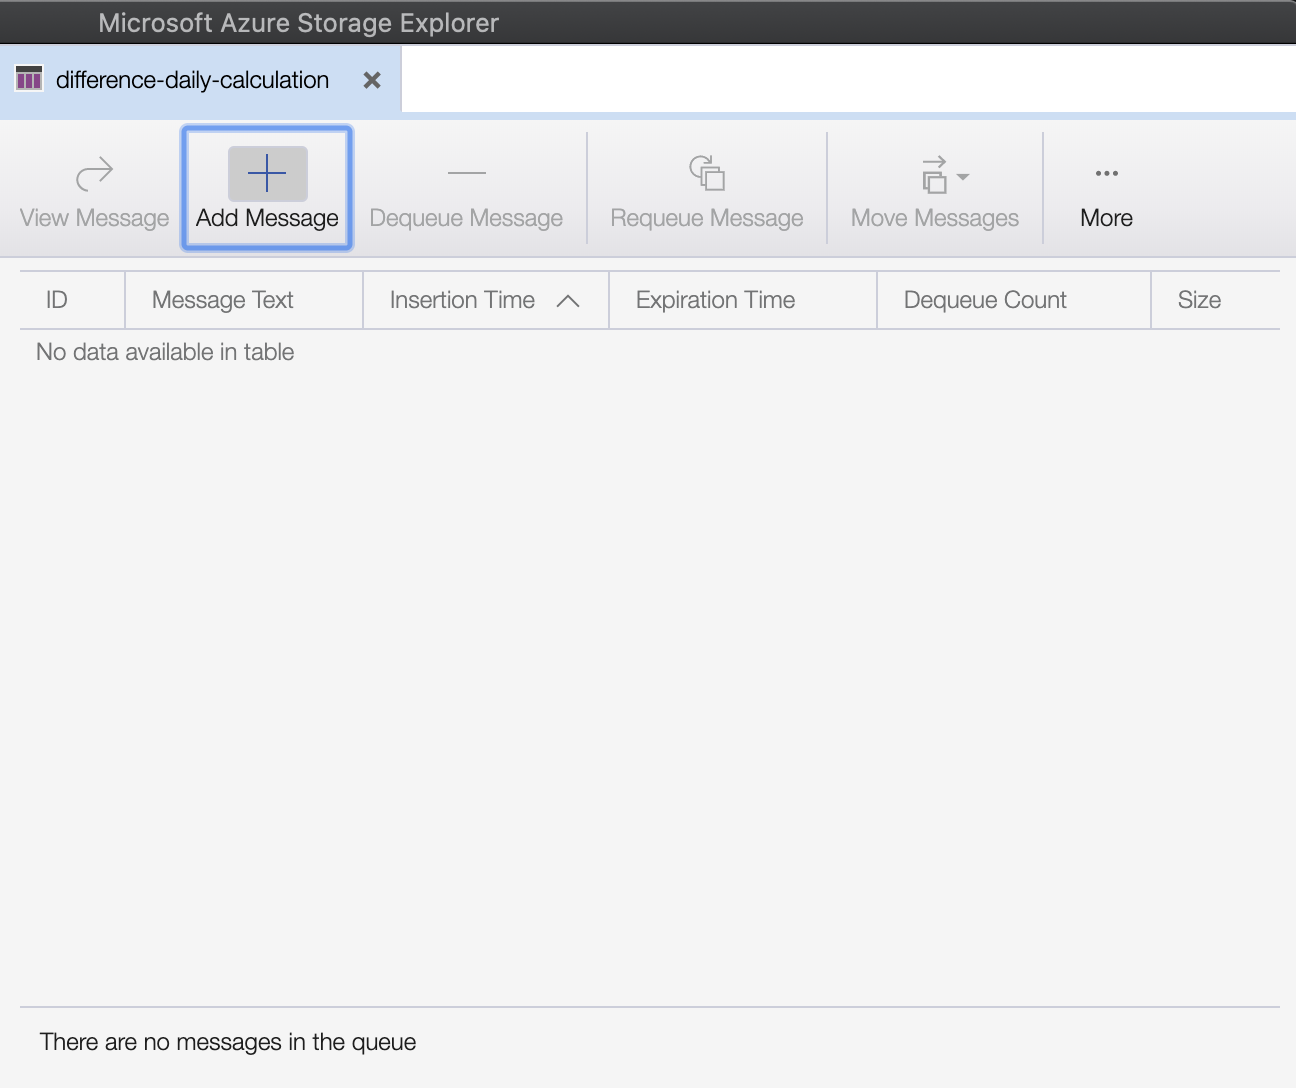 Microsoft Azure Storage Explorer
difference-daily-calculation
View Message Add Message Dequeue Message Requeue Message Move Messages More
ID Message Text Insertion Time Expiration Time Dequeue Count Size
No data available in table
There are no messages in the queue